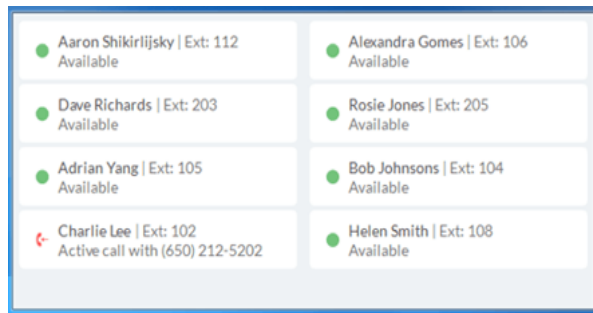 Aaron Shikirlijsky | Ext: 112
Available
Alexandra Gomes | Ext: 106
Available
Dave Richards | Ext: 203
Available
Rosie Jones | Ext: 205
Available
Adrian Yang | Ext: 105
Available
Bob Johnsons | Ext: 104
Available
Charlie Lee | Ext: 102
Active call with (650) 212-5202
Helen Smith | Ext: 108
Available